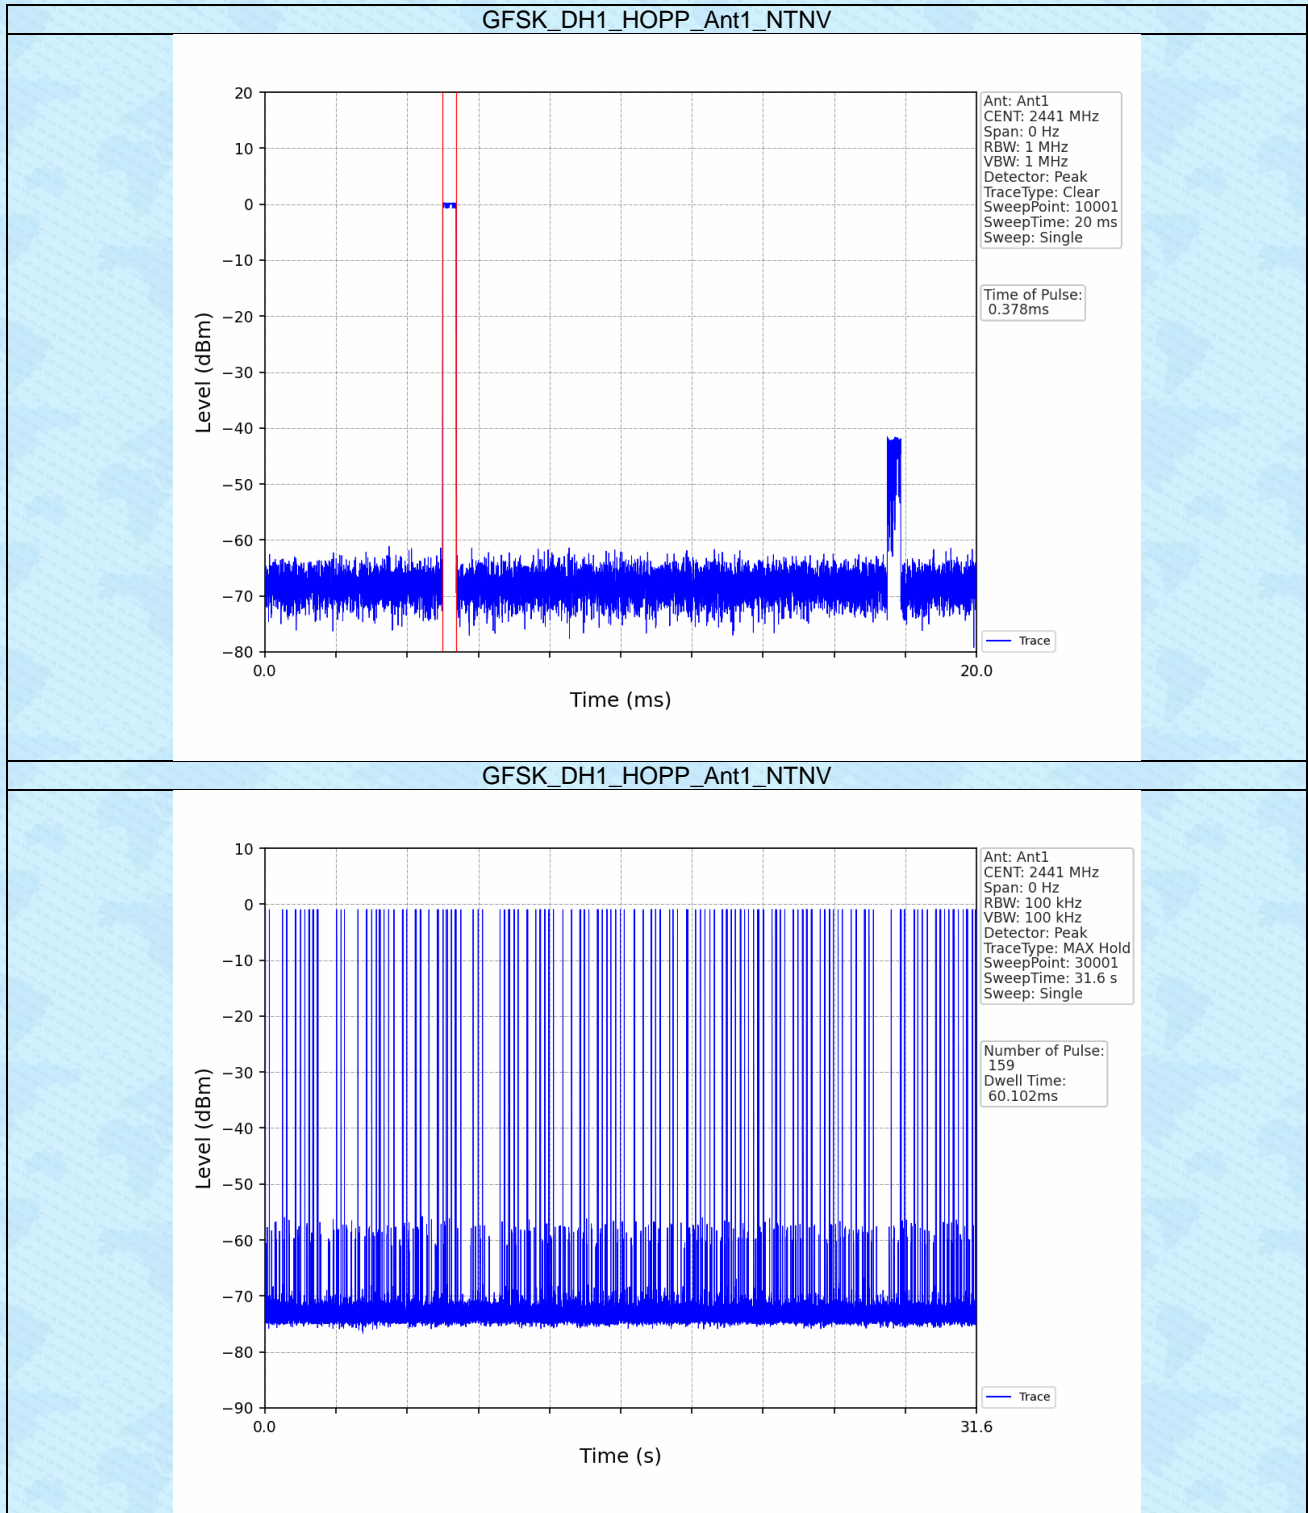 GFSK_DH1_HOPP_Ant1_NTNV
20
10
0
−10
−20
−30
−40
−50
−60
−70
−80
Level (dBm)
0.0
20.0
Time (ms)
Ant: Ant1
CENT: 2441 MHz
Span: 0 Hz
RBW: 1 MHz
VBW: 1 MHz
Detector: Peak
TraceType: Clear
SweepPoint: 10001
SweepTime: 20 ms
Sweep: Single
Time of Pulse:
0.378ms
Trace
GFSK_DH1_HOPP_Ant1_NTNV
10
0
−10
−20
−30
−40
−50
−60
−70
−80
−90
Level (dBm)
0.0
31.6
Time (s)
Ant: Ant1
CENT: 2441 MHz
Span: 0 Hz
RBW: 100 kHz
VBW: 100 kHz
Detector: Peak
TraceType: MAX Hold
SweepPoint: 30001
SweepTime: 31.6 s
Sweep: Single
Number of Pulse:
159
Dwell Time:
60.102ms
Trace